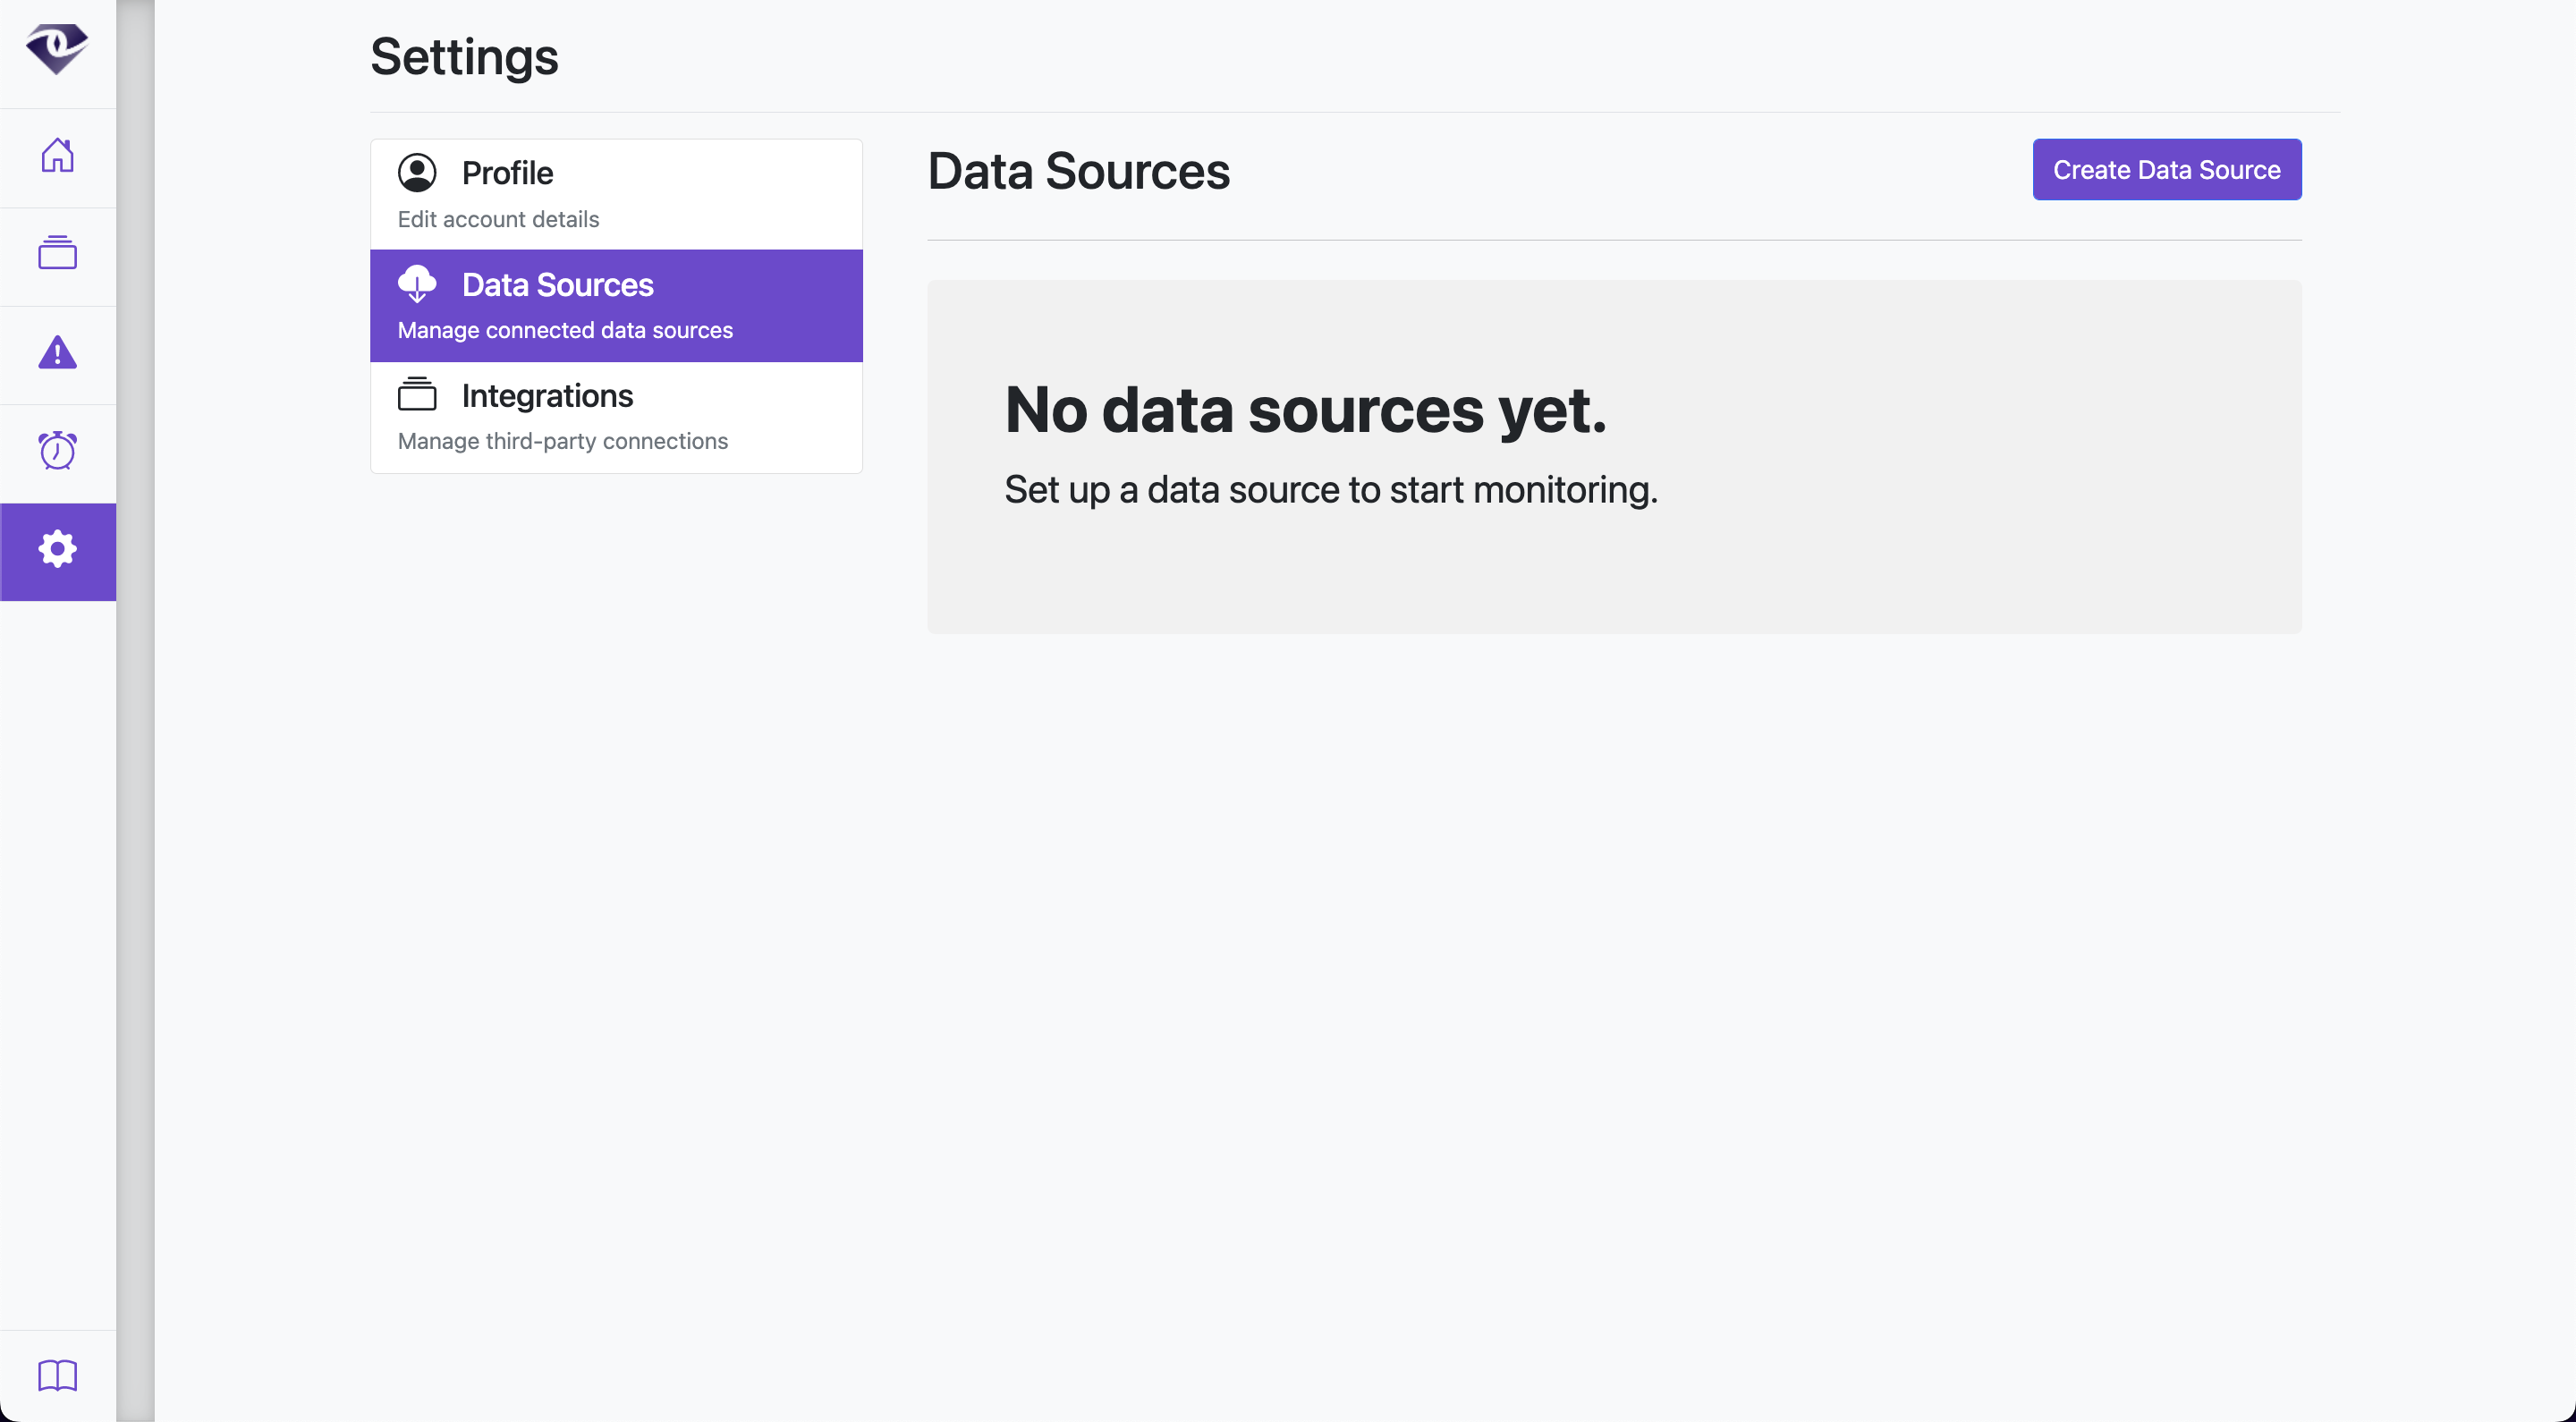 Settings
Profile
Edit account details
Data Sources
Manage connected data sources
Integrations
Manage third-party connections
Data Sources
Create Data Source
No data sources yet.
Set up a data source to start monitoring.